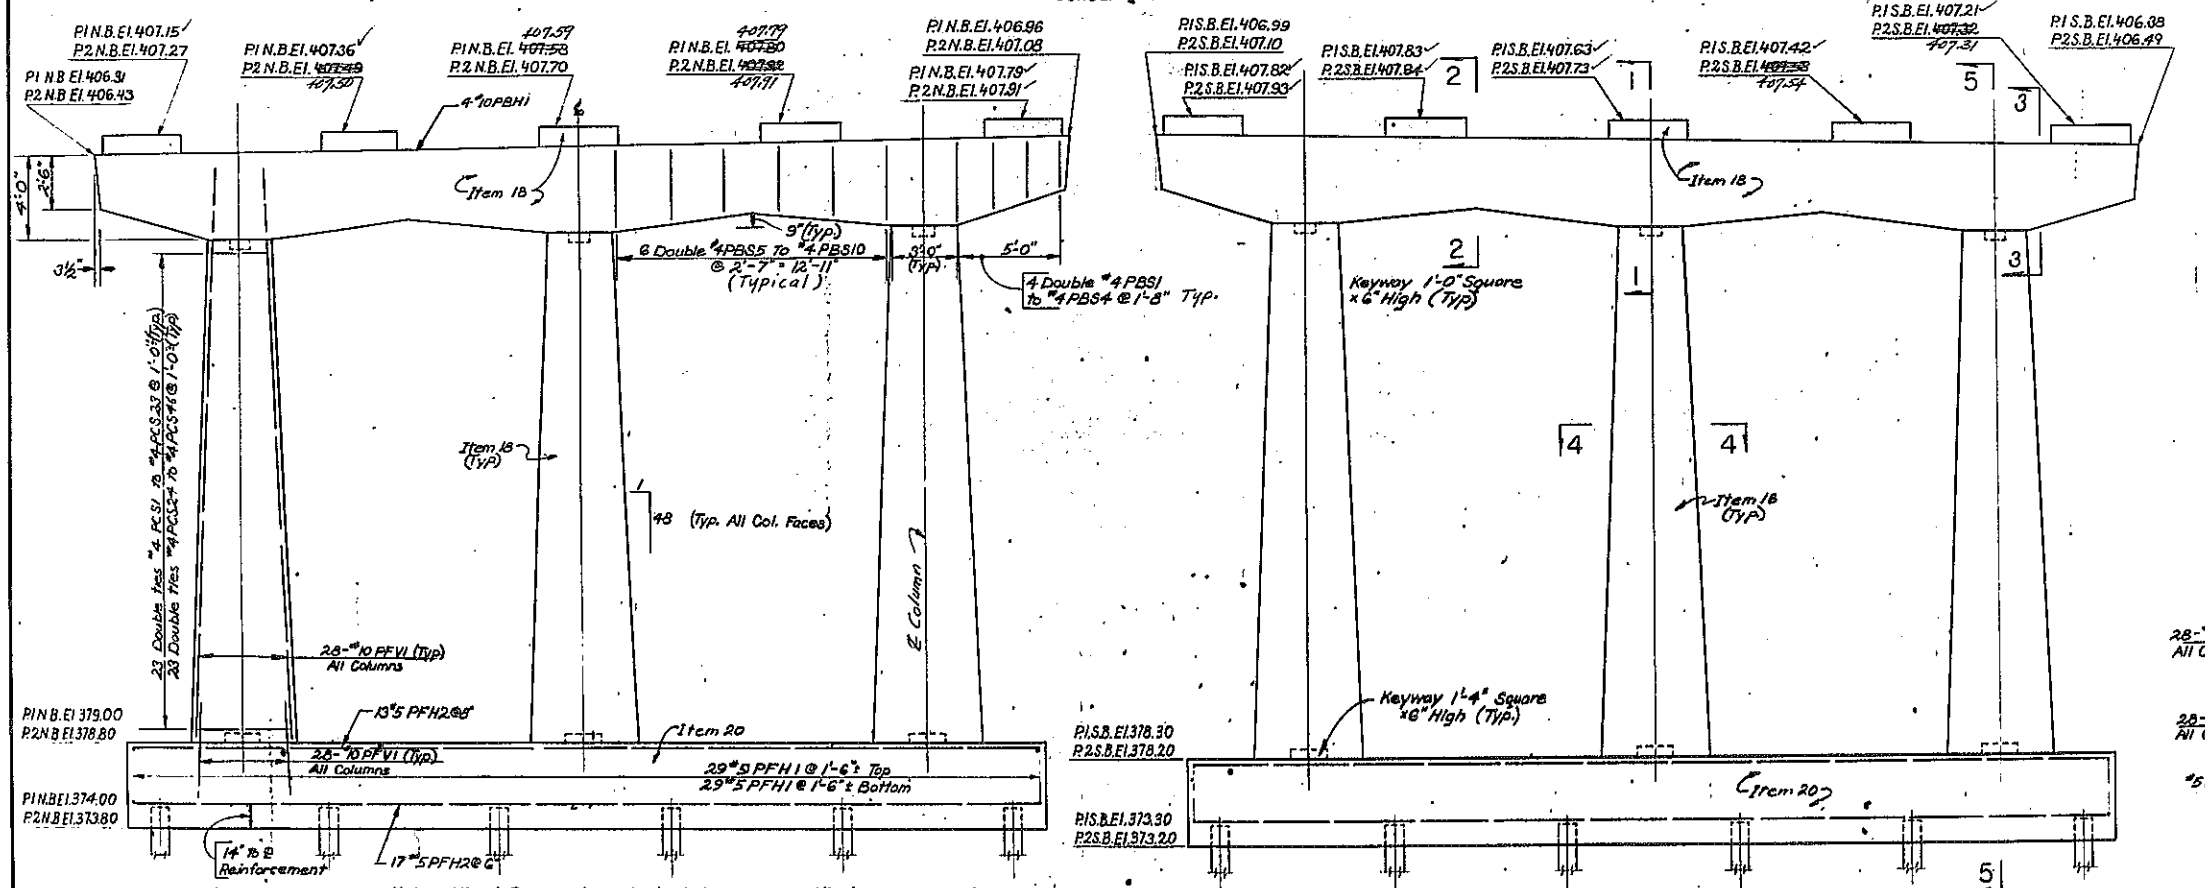 P.1 N.B. El. 407.15 ✓
P.2 N.B. El. 407.27
P.1 N.B. El. 406.31
P.2 N.B. El. 406.43
P.1 N.B. El. 407.36 ✓
P.2 N.B. El. 407.49
407.50
407.59
P.1 N.B. El. 407.58
P.2 N.B. El. 407.70
407.79
P.1 N.B. El. 407.80
P.2 N.B. El. 407.92
407.91
P.1 N.B. El. 406.96
P.2 N.B. El. 407.08
P.1 N.B. El. 407.79 ✓
P.2 N.B. El. 407.91 ✓
P.1 S.B. El. 406.99
P.2 S.B. El. 407.10
P.1 S.B. El. 407.82 ✓
P.2 S.B. El. 407.93 ✓
P.1 S.B. El. 407.83 ✓
P.2 S.B. El. 407.84 ✓
P.1 S.B. El. 407.63 ✓
P.2 S.B. El. 407.73 ✓
P.1 S.B. El. 407.42 ✓
P.2 S.B. El.
407.54
P.1 S.B. El. 407.21 ✓
P.2 S.B. El. 407.32
407.31
P.1 S.B. El. 406.38
P.2 S.B. El. 406.49
2
1
5
3
4 #10 PBH1
4'-0"
2'-6"
3½"
Item 18
9" (Typ.)
6 Double #4 PBS5 To #4 PBS10
@ 2'-7" = 12'-11"
(Typical)
3'-0"
(Typ.)
5'-0"
4 Double #4 PBS1
to #4 PBS4 @ 1'-8" Typ.
Item 18
2
1
3
Keyway 1'-0" Square
x 6" High (Typ)
23 Double ties #4 PCS1 to #4 PCS23 @ 1'-0" (Typ.)
23 Double ties #4 PCS24 to #4 PCS46 @ 1'-0" (Typ)
Item 18
(Typ)
1
48 (Typ. All Col. Faces)
℄ Column
4
4
Item 18
(Typ)
28-#10 PFV1 (Typ)
All Columns
28-#
All C
P.1 N.B. El 379.00
P.2 N.B. El 378.80
13 #5 PFH2 @ 8"
Item 20
28-#10 PFV1 (Typ)
All Columns
29 #5 PFH1 @ 1'-6"± Top
29 #5 PFH1 @ 1'-6"± Bottom
P.1 N.B. El. 374.00
P.2 N.B. El 373.80
14" to ℄
Reinforcement
17 #5 PFH2 @ 6"
Keyway 1'-4" Square
x 6" High (Typ.)
P.1 S.B. El. 378.30
P.2 S.B. El. 378.20
Item 20
P.1 S.B. El. 373.30
P.2 S.B. El. 373.20
28-
All C
#5
5